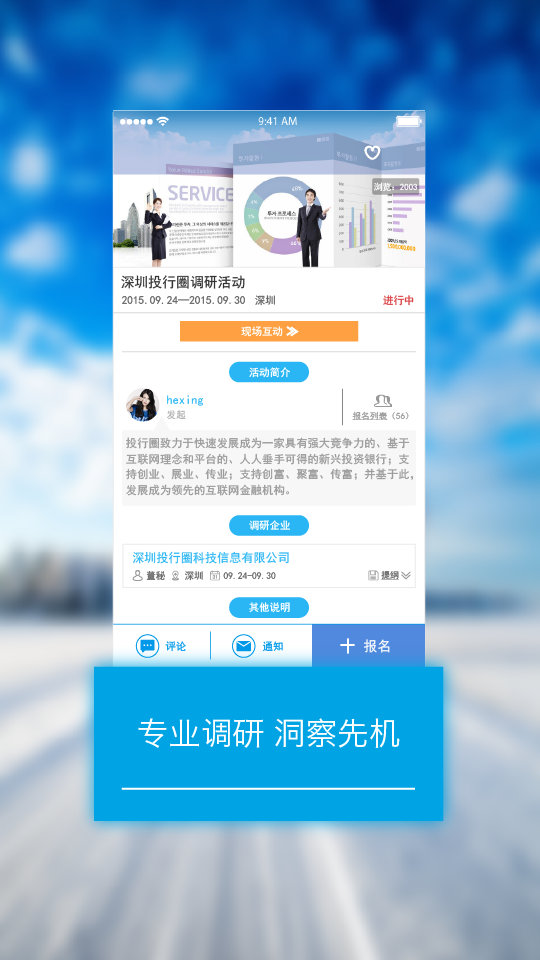 9:41 AM
浏览：2003
SERVICE
深圳投行圈调研活动
2015.09.24—2015.09.30 深圳
进行中
现场互动
活动简介
hexing
发起
报名列表（56）
投行圈致力于快速发展成为一家具有强大竞争力的、基于
互联网理念和平台的、人人垂手可得的新兴投资银行；支
持创业、展业、传业；支持创富、聚富、传富；并基于此，
发展成为领先的互联网金融机构。
调研企业
深圳投行圈科技信息有限公司
董秘 深圳 09.24-09.30
提纲
其他说明
评论
通知
报名
专业调研 洞察先机